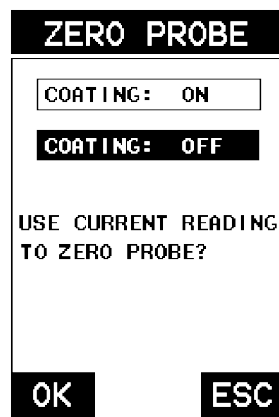 ZERO PROBE
COATING: ON
COATING: OFF
USE CURRENT READING
TO ZERO PROBE?
OK ESC